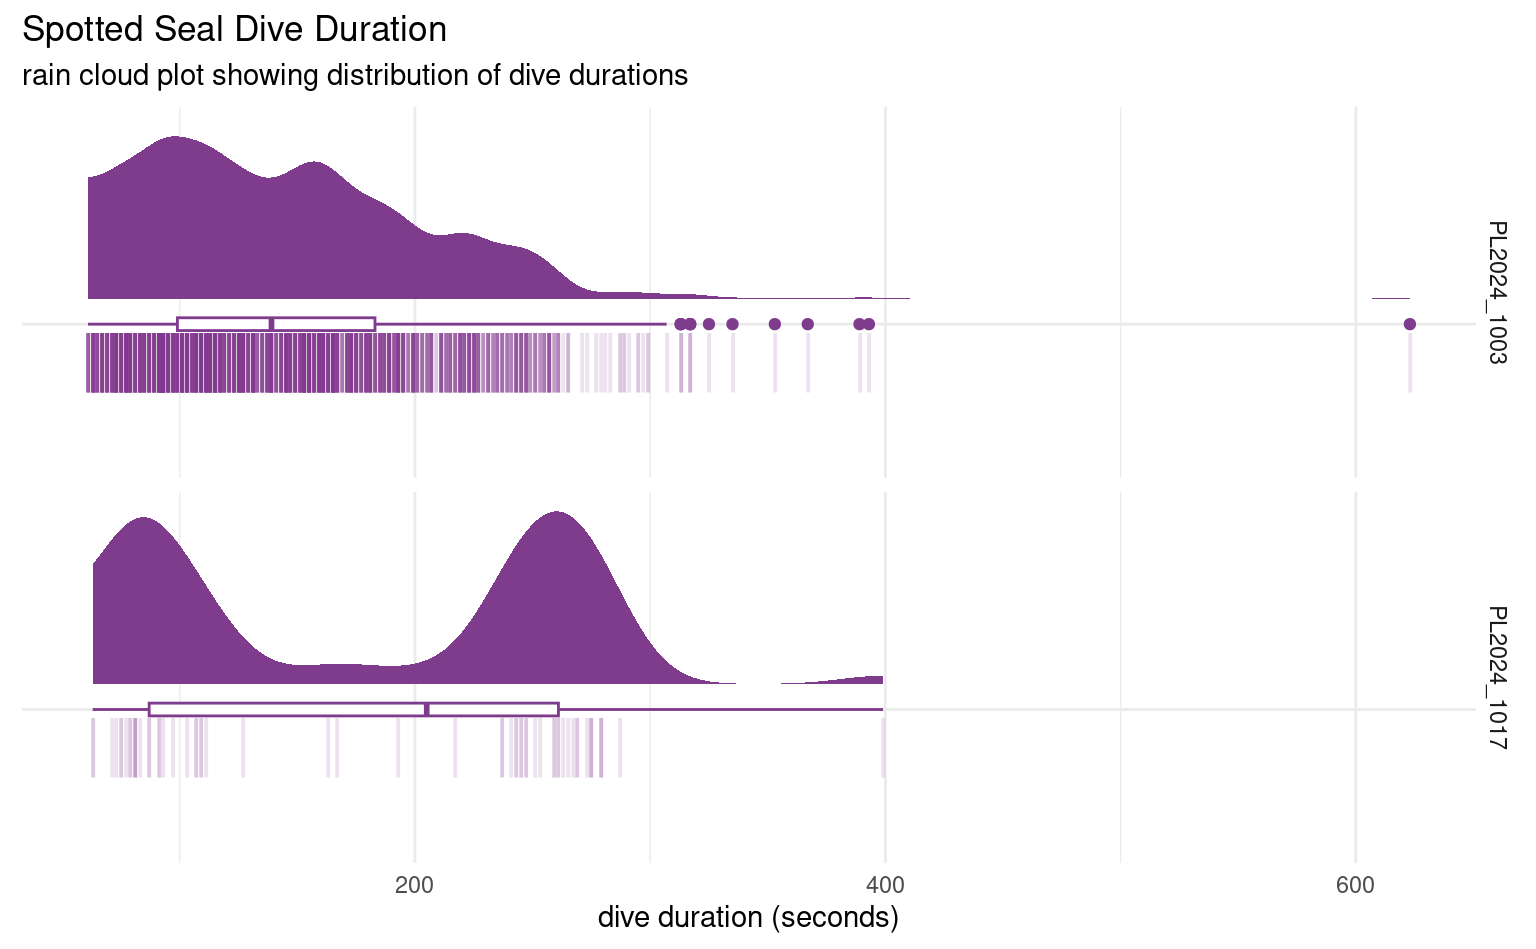 Spotted Seal Dive Duration
rain cloud plot showing distribution of dive durations
PL2024_1003
PL2024_1017
200
400
600
dive duration (seconds)